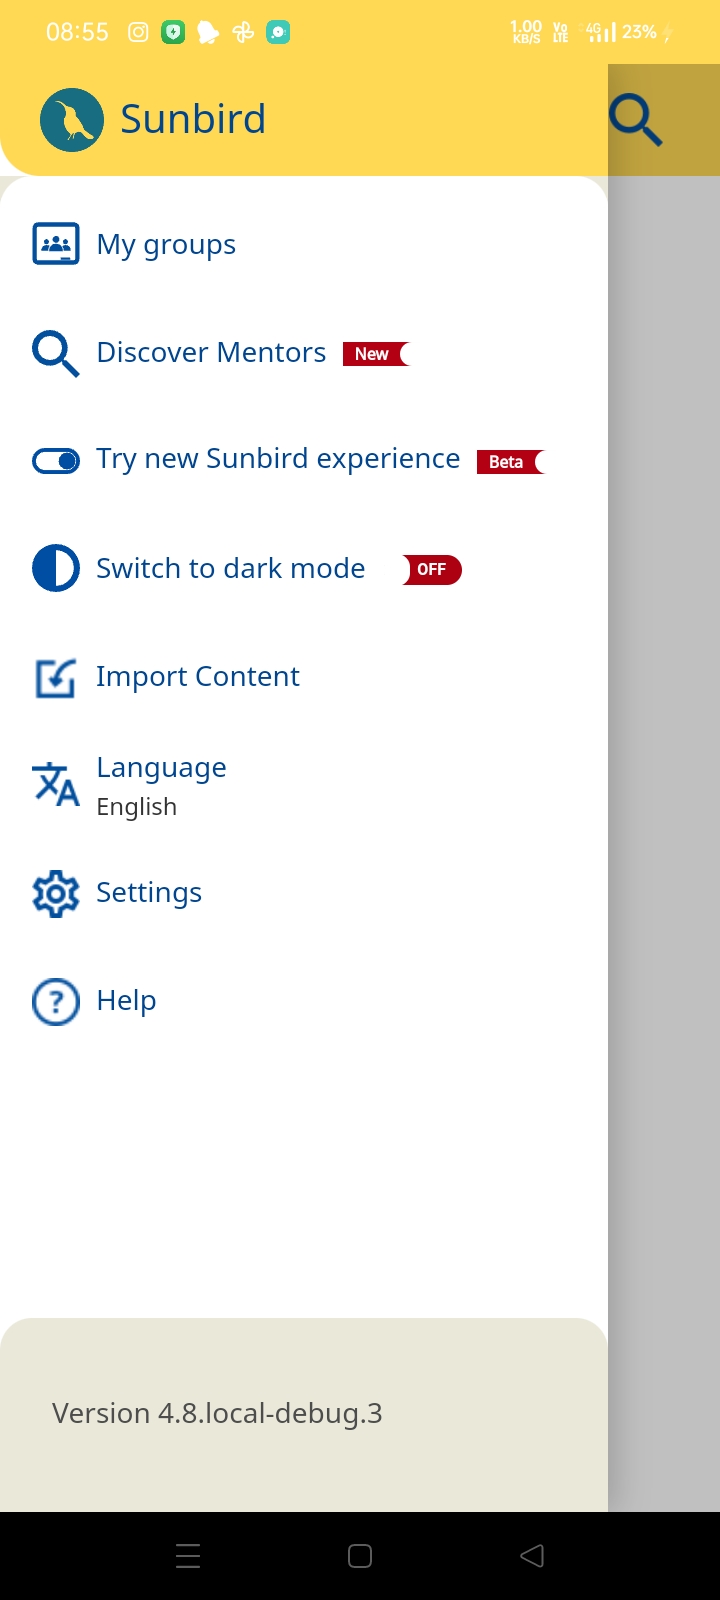 08:55
1.00
KB/S
Vo
LTE
4G
23%
Sunbird
My groups
Discover Mentors New
Try new Sunbird experience Beta
Switch to dark mode OFF
Import Content
Language
English
Settings
Help
Version 4.8.local-debug.3